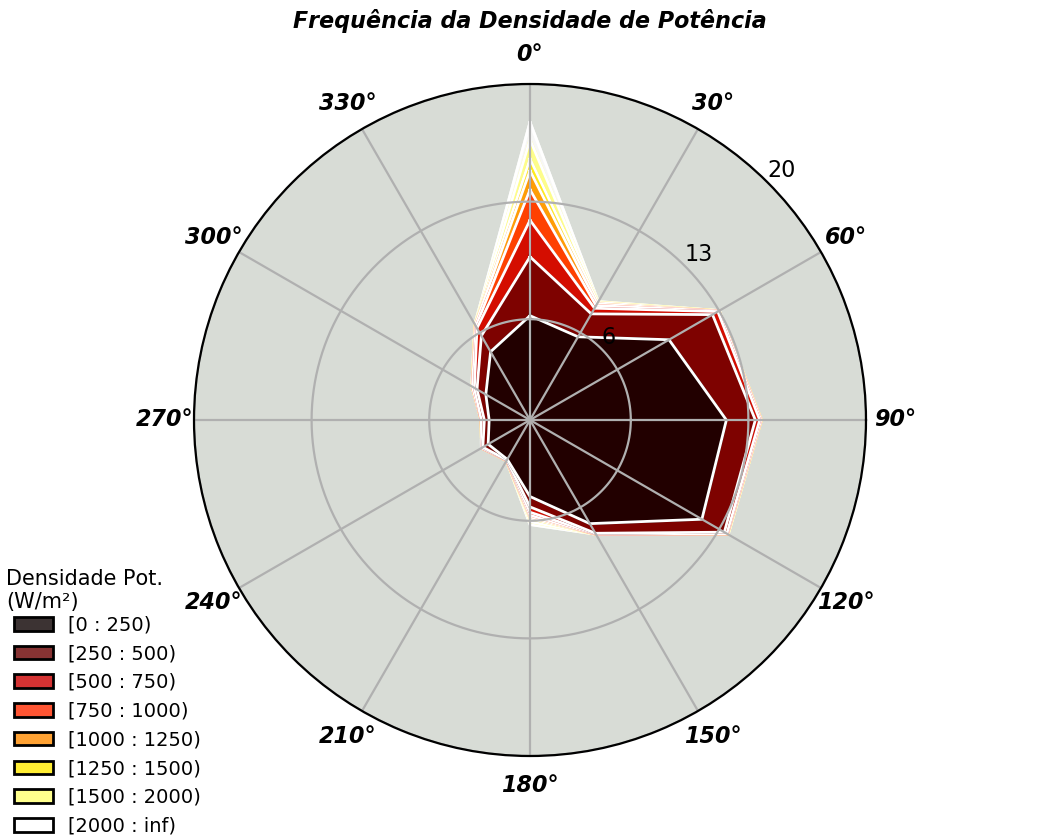 Frequência da Densidade de Potência
0°
330°
30°
20
300°
60°
13
6
270°
90°
Densidade Pot.
(W/m²)
240°
120°
[0 : 250)
[250 : 500)
[500 : 750)
[750 : 1000)
210°
150°
[1000 : 1250)
[1250 : 1500)
180°
[1500 : 2000)
[2000 : inf)